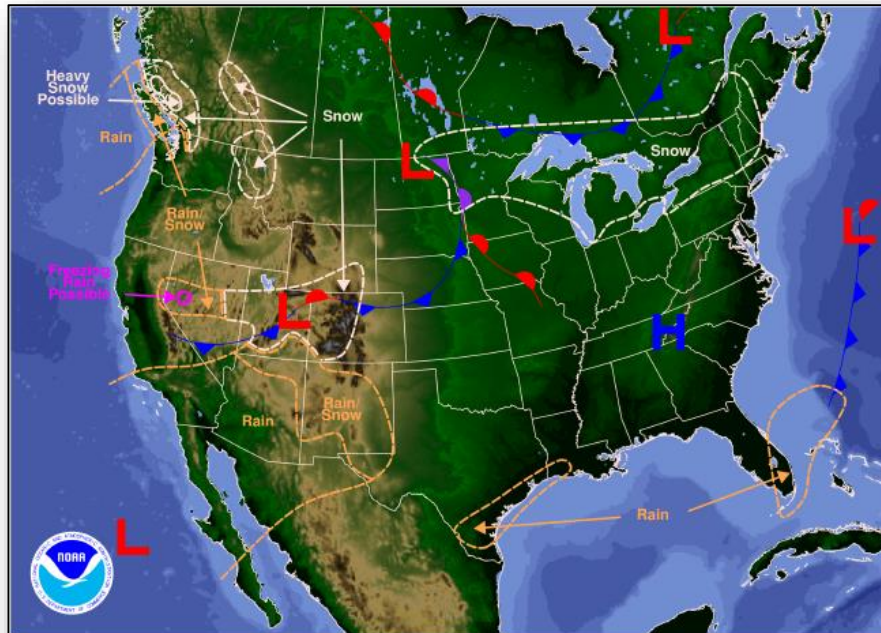 Heavy
Snow
Possible
Rain
Snow
Rain/
Snow
Freezing
Rain
Possible
L
L
Snow
L
L
H
Rain
Rain/
Snow
Rain
L
NOAA